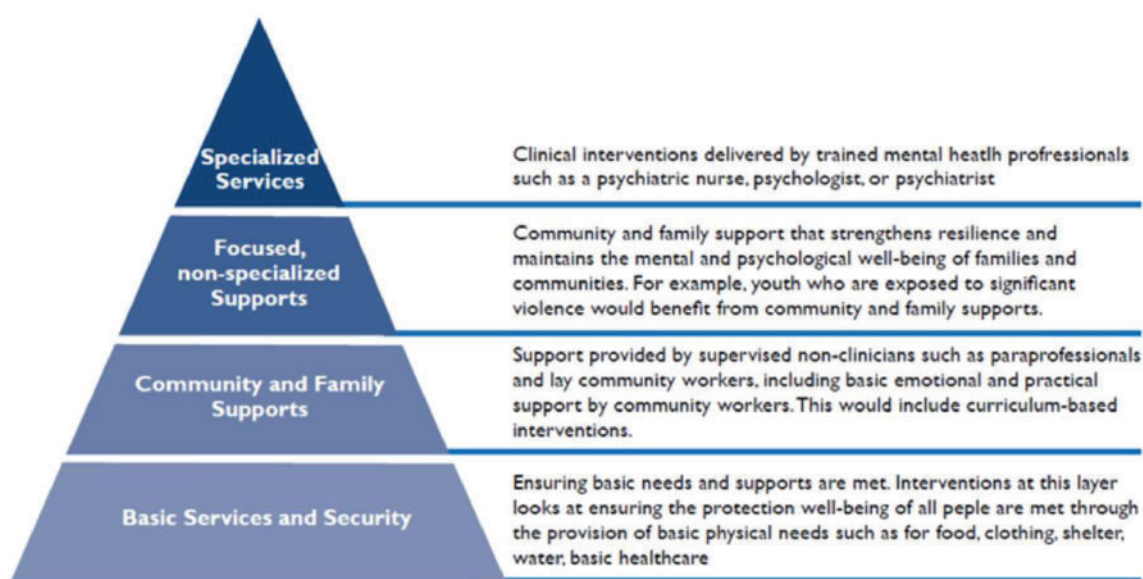 Specialized
Services
Clinical interventions delivered by trained mental heatlh profressionals
such as a psychiatric nurse, psychologist, or psychiatrist
Focused,
non-specialized
Supports
Community and family support that strengthens resilience and
maintains the mental and psychological well-being of families and
communities. For example, youth who are exposed to significant
violence would benefit from community and family supports.
Community and Family
Supports
Support provided by supervised non-clinicians such as paraprofessionals
and lay community workers, including basic emotional and practical
support by community workers. This would include curriculum-based
interventions.
Basic Services and Security
Ensuring basic needs and supports are met. Interventions at this layer
looks at ensuring the protection well-being of all peple are met through
the provision of basic physical needs such as for food, clothing, shelter,
water, basic healthcare